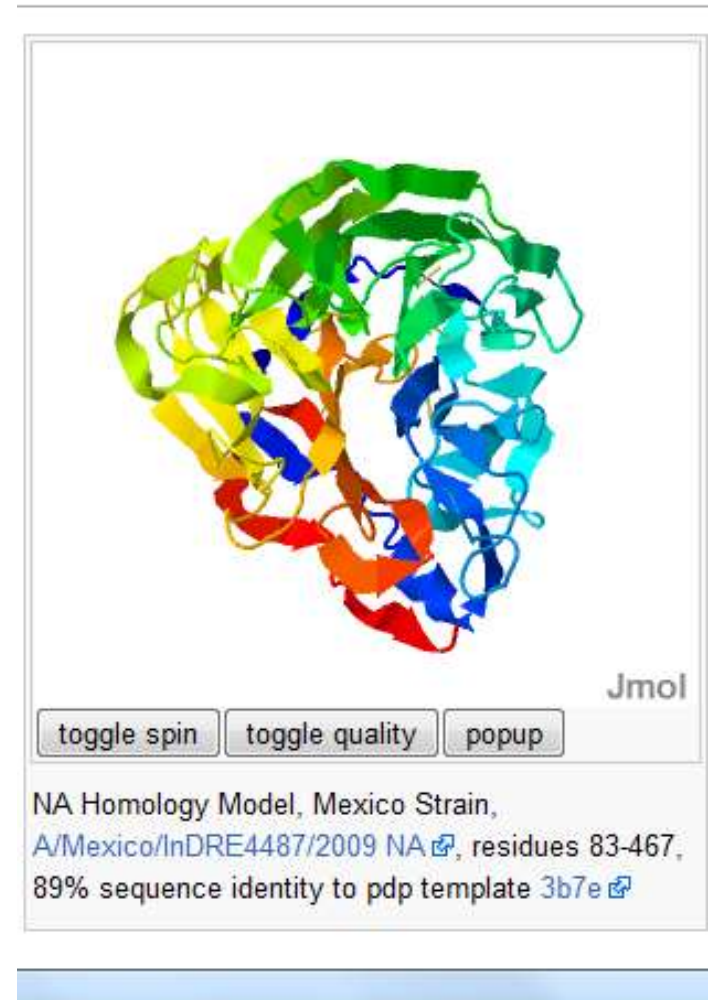 Jmol
toggle spin toggle quality popup
NA Homology Model, Mexico Strain,
A/Mexico/InDRE4487/2009 NA, residues 83-467,
89% sequence identity to pdp template 3b7e